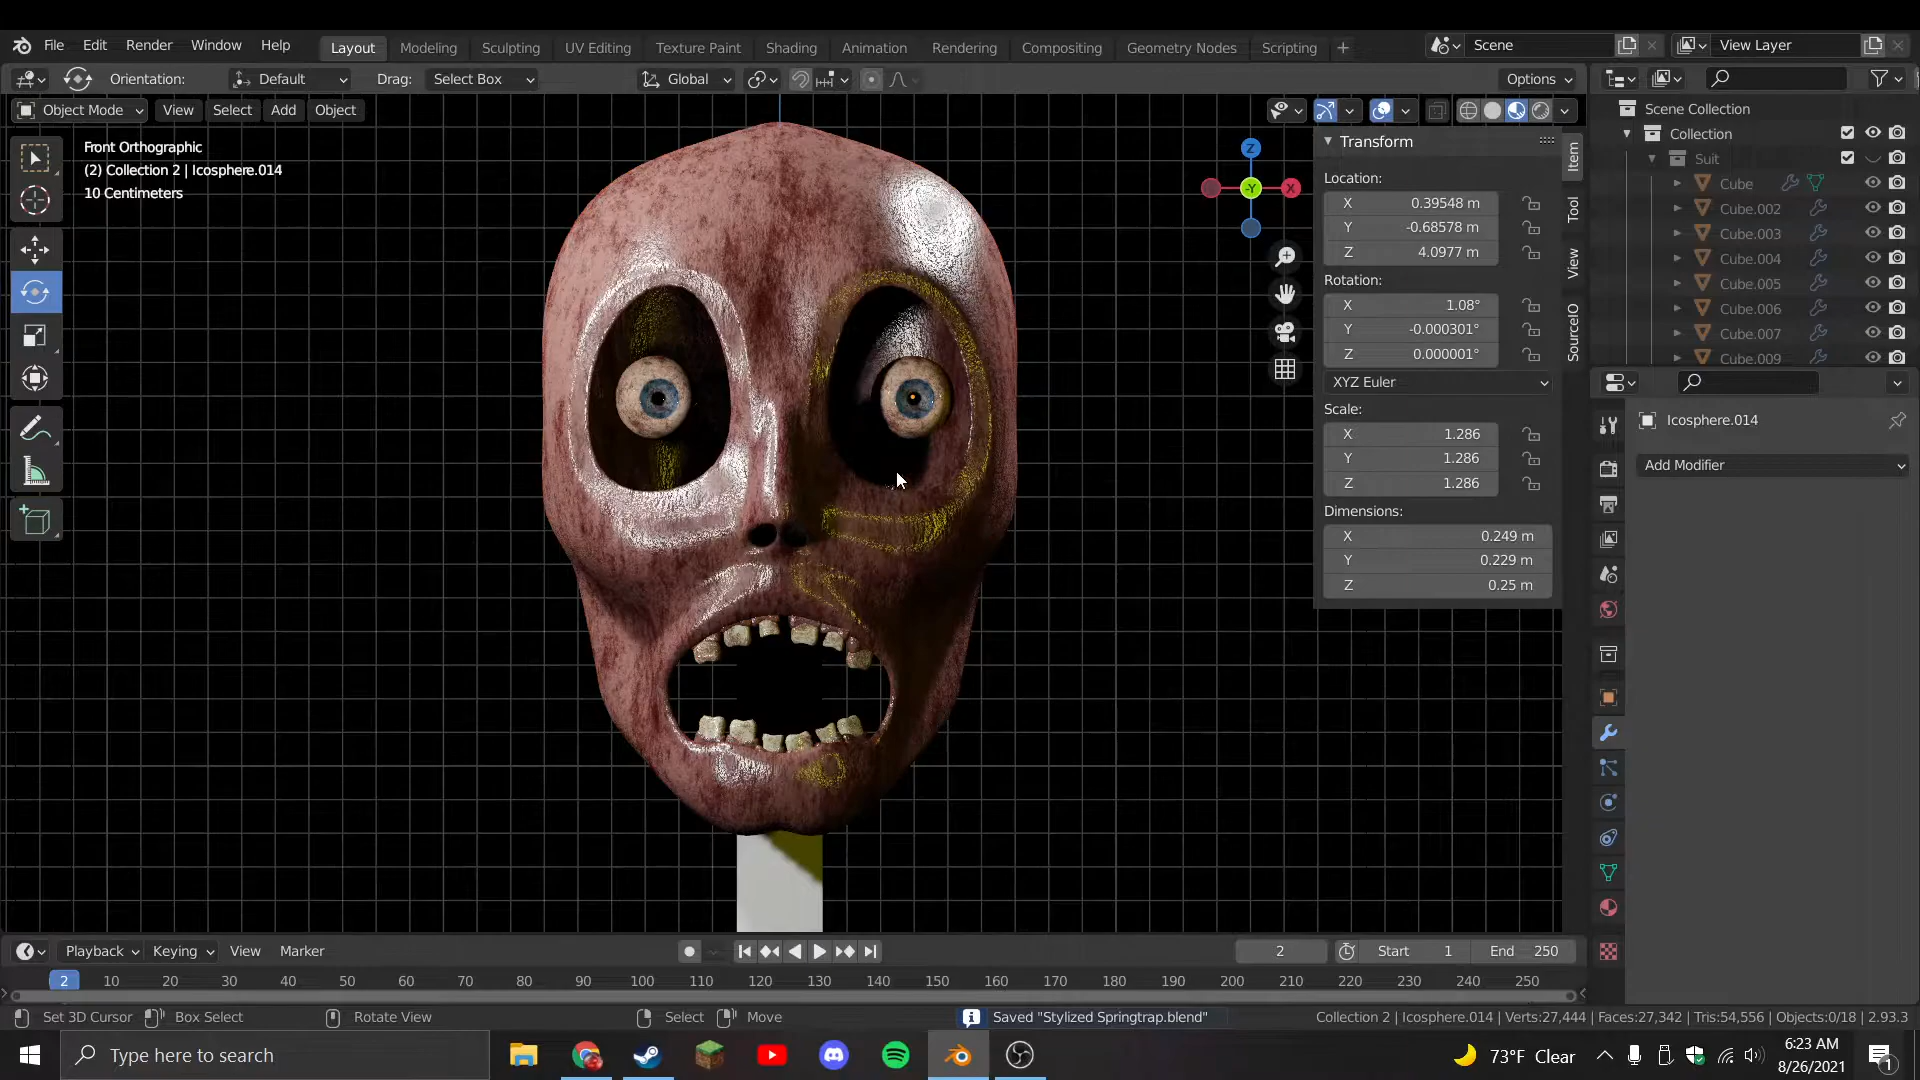 File Edit Render Window Help Layout Modeling Sculpting UV Editing Texture Paint Shading Animation Rendering Compositing Geometry Nodes Scripting + Scene View Layer
Orientation: Default Drag: Select Box Global Options
Object Mode View Select Add Object
Front Orthographic
(2) Collection 2 | Icosphere.014
10 Centimeters
Z
-Y
X
Transform
Location:
X 0.39548 m
Y -0.68578 m
Z 4.0977 m
Rotation:
X 1.08°
Y -0.000301°
Z 0.000001°
XYZ Euler
Scale:
X 1.286
Y 1.286
Z 1.286
Dimensions:
X 0.249 m
Y 0.229 m
Z 0.25 m
Item
Tool
View
SourceIO
Scene Collection
Collection
Suit
Cube
Cube.002
Cube.003
Cube.004
Cube.005
Cube.006
Cube.007
Cube.009
Icosphere.014
Add Modifier
Playback Keying View Marker 2 Start 1 End 250
2 10 20 30 40 50 60 70 80 90 100 110 120 130 140 150 160 170 180 190 200 210 220 230 240 250
Set 3D Cursor Box Select Rotate View Select Move Saved "Stylized Springtrap.blend" Collection 2 | Icosphere.014 | Verts:27,444 | Faces:27,342 | Tris:54,556 | Objects:0/18 | 2.93.3
Type here to search 73°F Clear 6:23 AM
8/26/2021
1